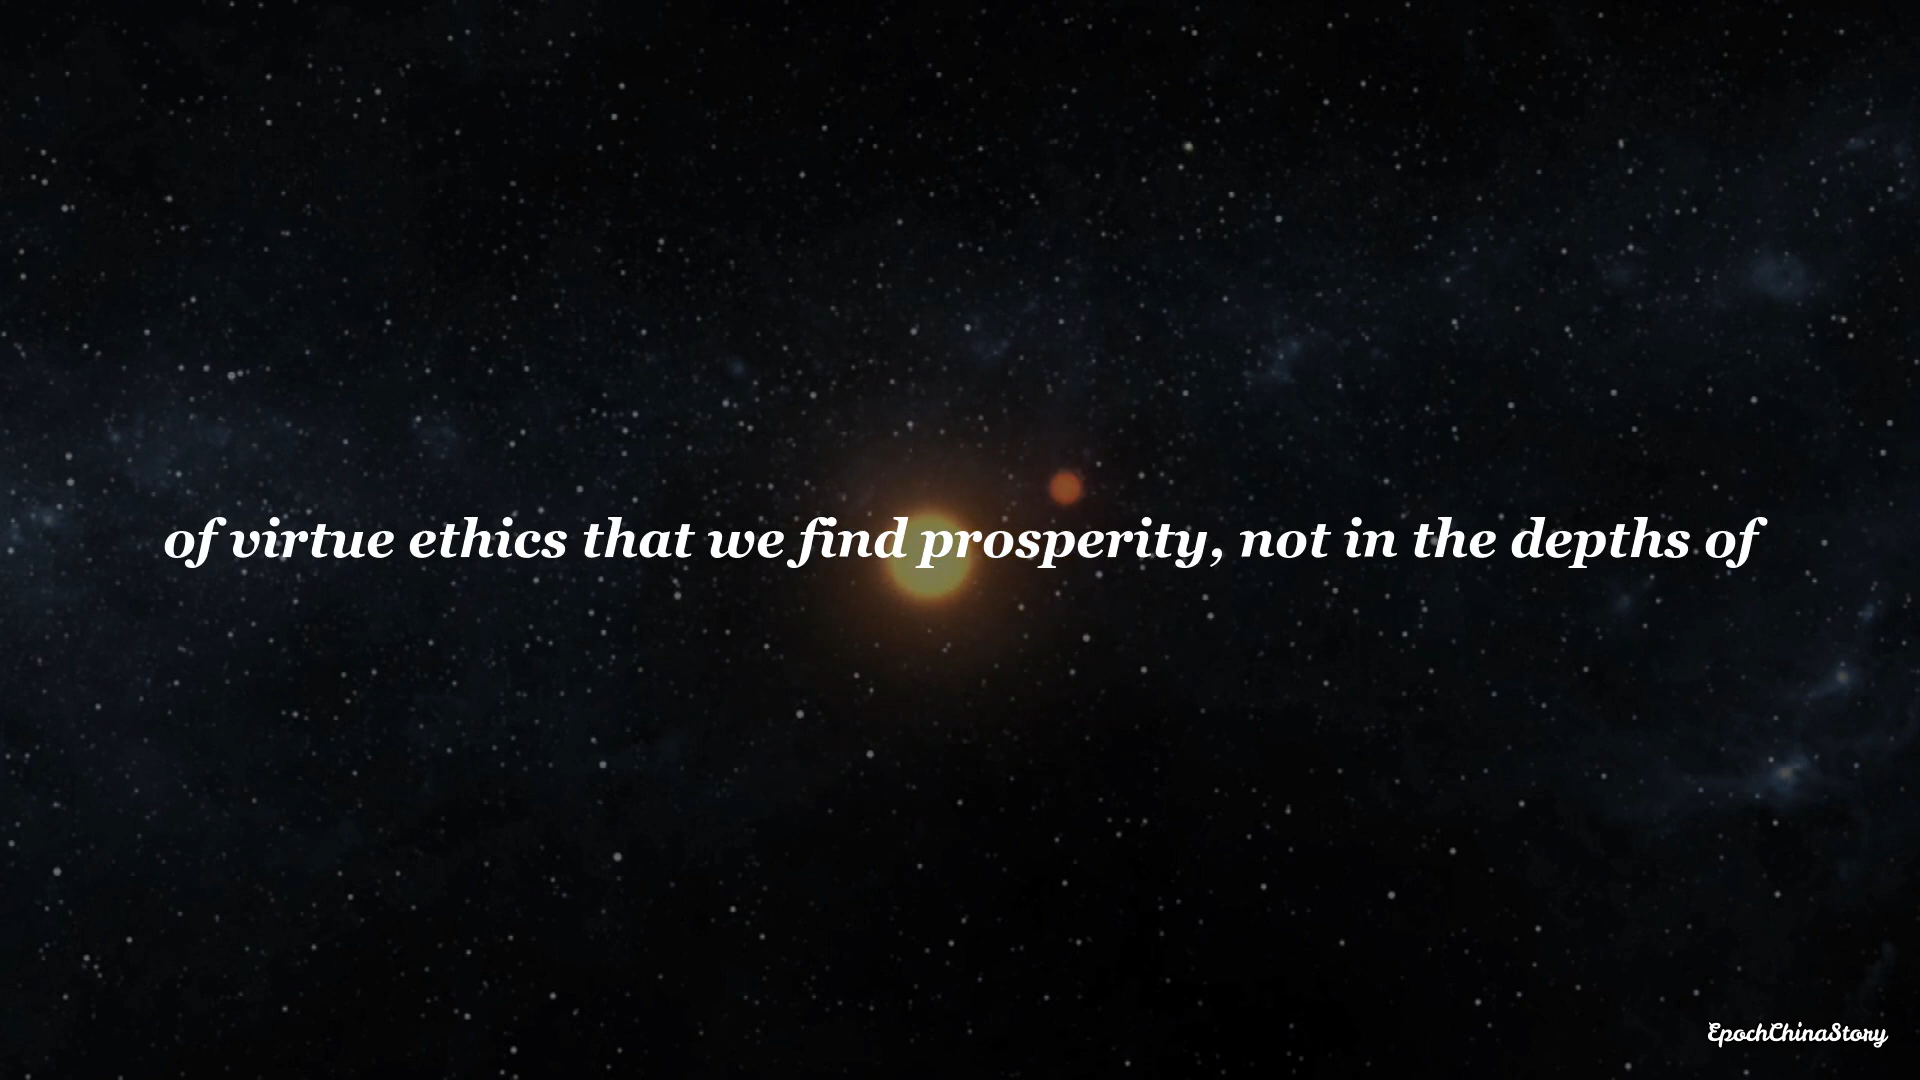 of virtue ethics that we find prosperity, not in the depths of
EpochChinaStory